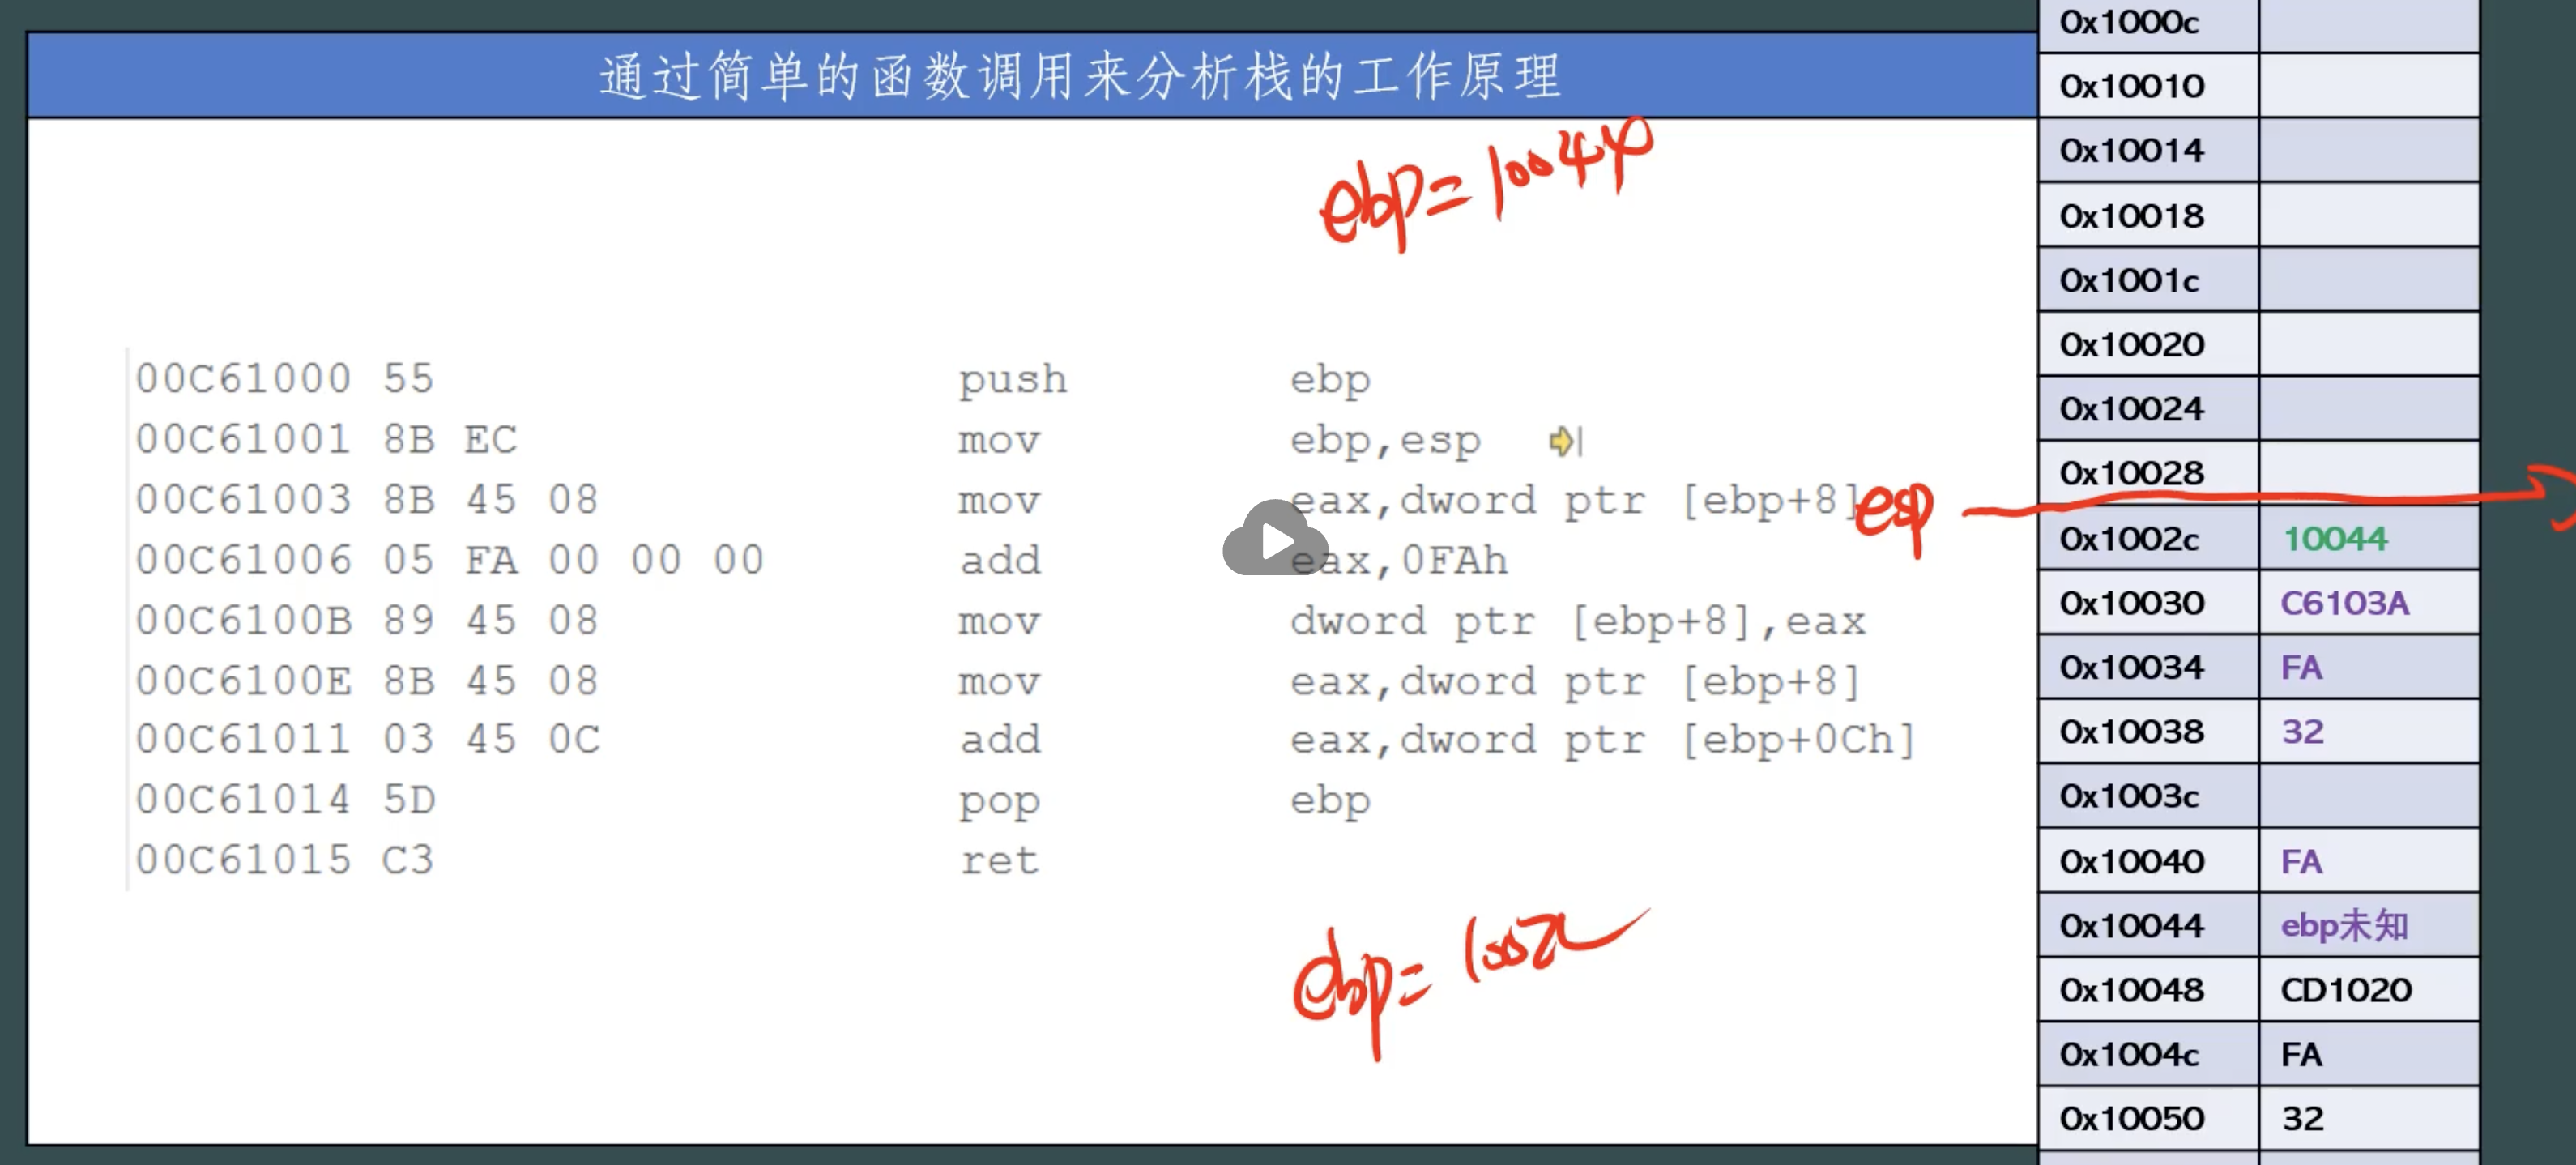 通过简单的函数调用来分析栈的工作原理
ebp=10044
00C61000 55 push ebp
00C61001 8B EC mov ebp,esp
00C61003 8B 45 08 mov eax,dword ptr [ebp+8]
esp
00C61006 05 FA 00 00 00 add eax,0FAh
00C6100B 89 45 08 mov dword ptr [ebp+8],eax
00C6100E 8B 45 08 mov eax,dword ptr [ebp+8]
00C61011 03 45 0C add eax,dword ptr [ebp+0Ch]
00C61014 5D pop ebp
00C61015 C3 ret
ebp=
0x1000c
0x10010
0x10014
0x10018
0x1001c
0x10020
0x10024
0x10028
0x1002c 10044
0x10030 C6103A
0x10034 FA
0x10038 32
0x1003c
0x10040 FA
0x10044 ebp未知
0x10048 CD1020
0x1004c FA
0x10050 32